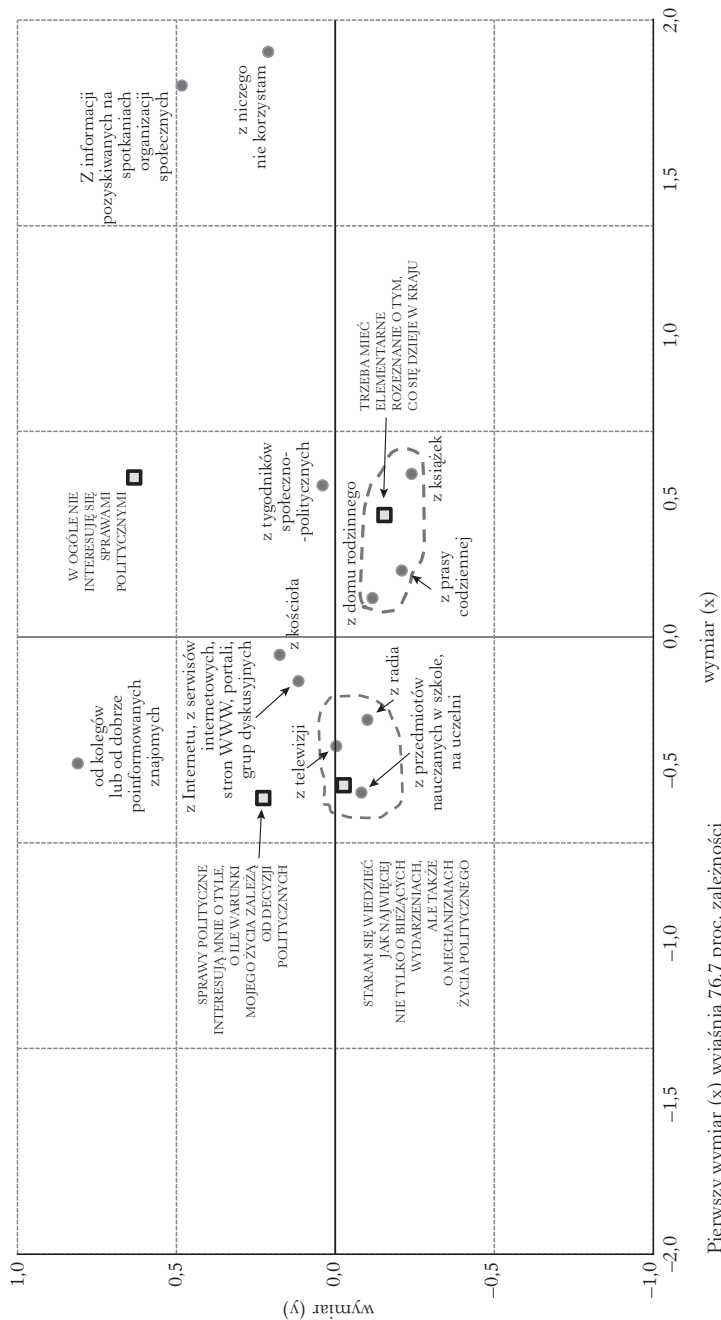 1,0
0,5
0,0
−0,5
−1,0
wymiar (y)
−2,0
−1,5
−1,0
−0,5
0,0
0,5
1,0
1,5
2,0
wymiar (x)
od kolegów
lub od dobrze
poinformowanych
znajomych
W OGÓLE NIE
INTERESUJĘ SIĘ
SPRAWAMI
POLITYCZNYMI
Z informacji
pozyskiwanych na
spotkaniach
organizacji
społecznych
z niczego
nie korzystam
SPRAWY POLITYCZNE
INTERESUJĄ MNIE O TYLE,
O ILE WARUNKI
MOJEGO ŻYCIA ZALEŻĄ
OD DECYZJI
POLITYCZNYCH
z Internetu, z serwisów
internetowych,
stron WWW, portali,
grup dyskusyjnych
z kościoła
z tygodników
społeczno-
-politycznych
z telewizji
z domu rodzinnego
TRZEBA MIEĆ
ELEMENTARNE
ROZEZNANIE O TYM,
CO SIĘ DZIEJE W KRAJU
STARAM SIĘ WIEDZIEĆ
JAK NAJWIĘCEJ
NIE TYLKO O BIEŻĄCYCH
WYDARZENIACH,
ALE TAKŻE
O MECHANIZMACH
ŻYCIA POLITYCZNEGO
z radia
z przedmiotów
nauczanych w szkole,
na uczelni
z prasy
codziennej
z książek
Pierwszy wymiar (x) wyjaśnia 76,7 proc. zależności